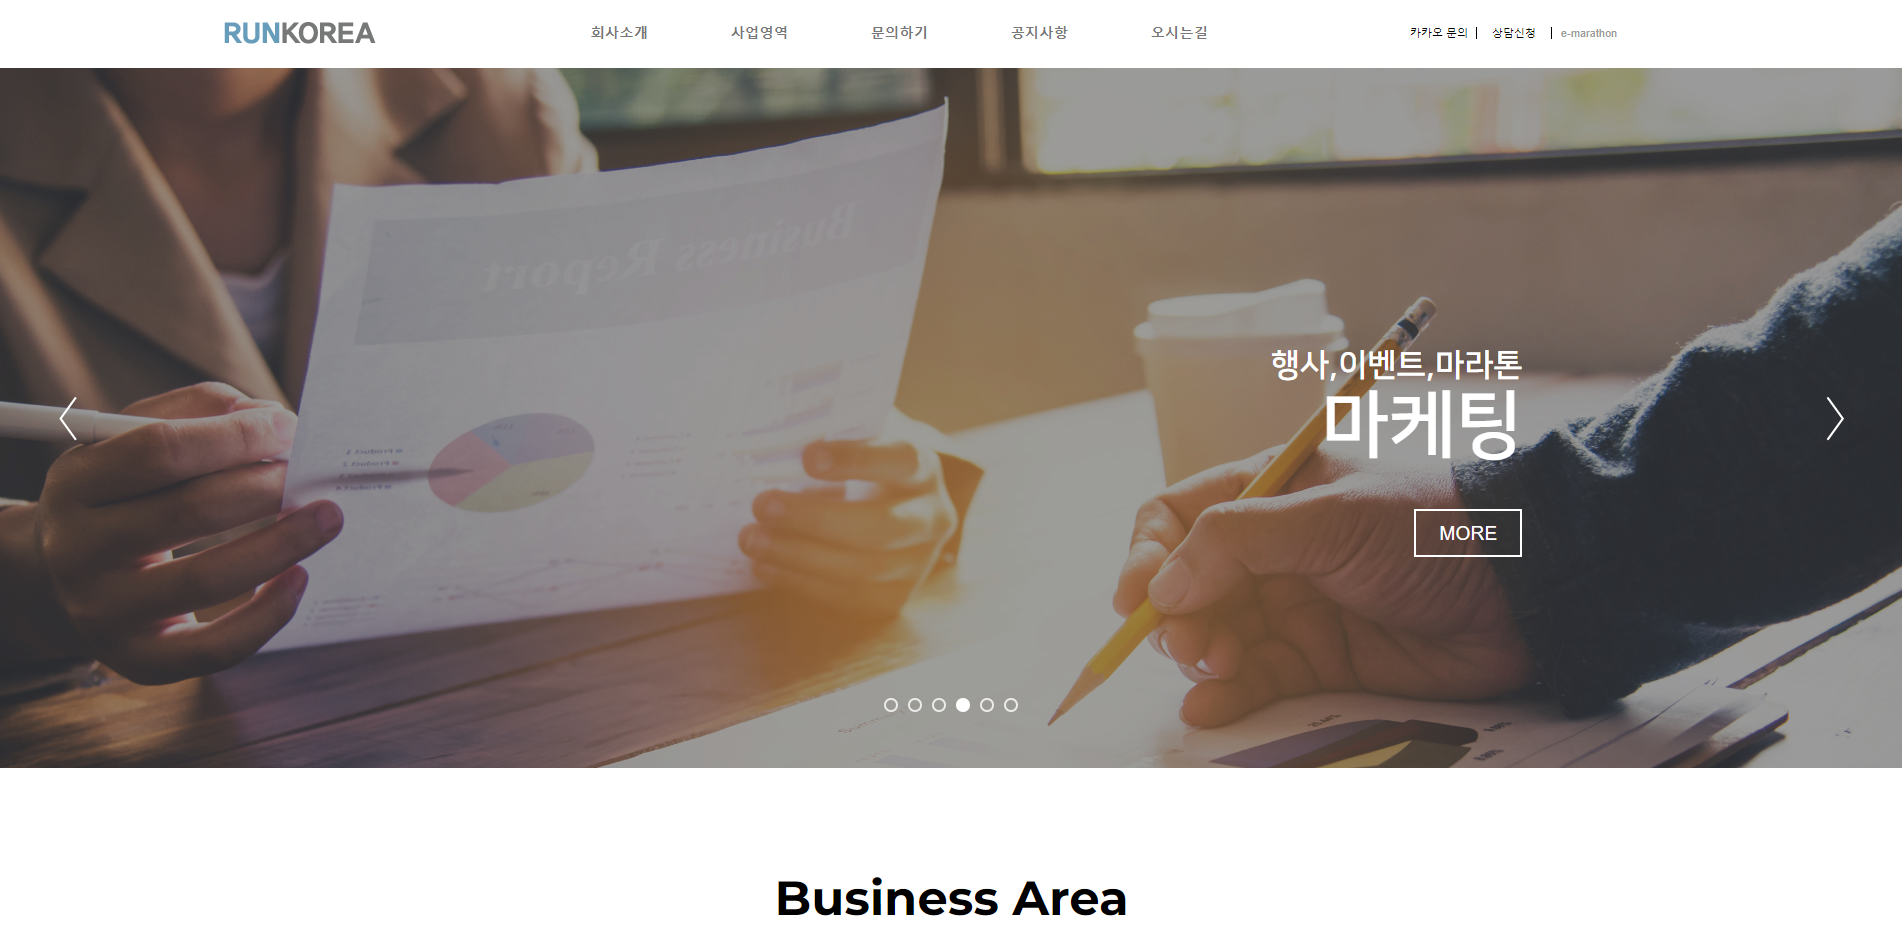 RUNKOREA
회사소개
사업영역
문의하기
공지사항
오시는길
카카오 문의 | 상담신청 | e-marathon
Business Report
행사,이벤트,마라톤
마케팅
MORE
Business Area